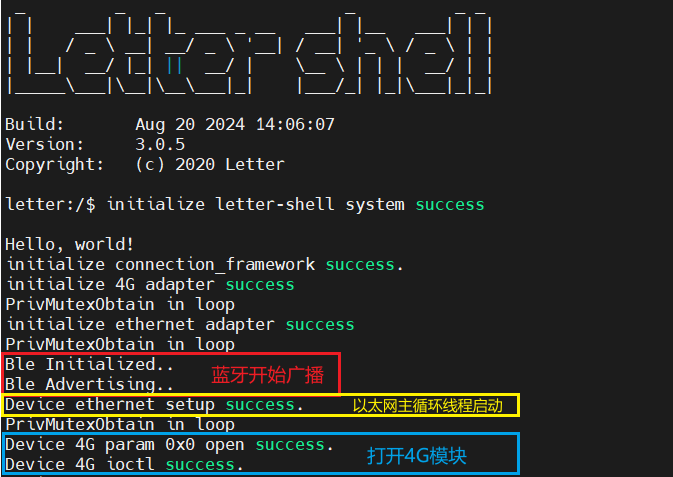 Letter shell
Build:       Aug 20 2024 14:06:07
Version:     3.0.5
Copyright:   (c) 2020 Letter
letter:/$ initialize letter-shell system success
Hello, world!
initialize connection_framework success.
initialize 4G adapter success
PrivMutexObtain in loop
initialize ethernet adapter success
PrivMutexObtain in loop
Ble Initialized..
蓝牙开始广播
Ble Advertising..
Device ethernet setup success. 以太网主循环线程启动
PrivMutexObtain in loop
Device 4G param 0x0 open success.
打开4G模块
Device 4G ioctl success.